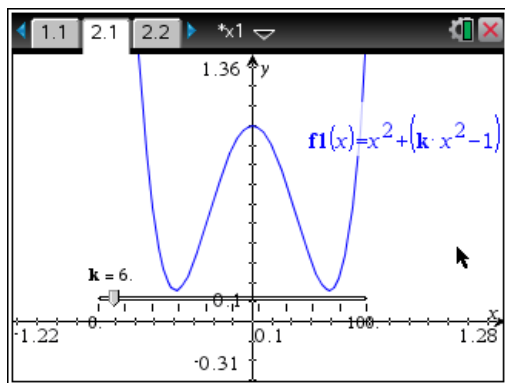 1.1 2.1 2.2 *x1
1.36 y
f1(x)=x²+(k·x²-1)
k = 6.
0.1
0. 100.
x
-1.22 0.1 1.28
-0.31